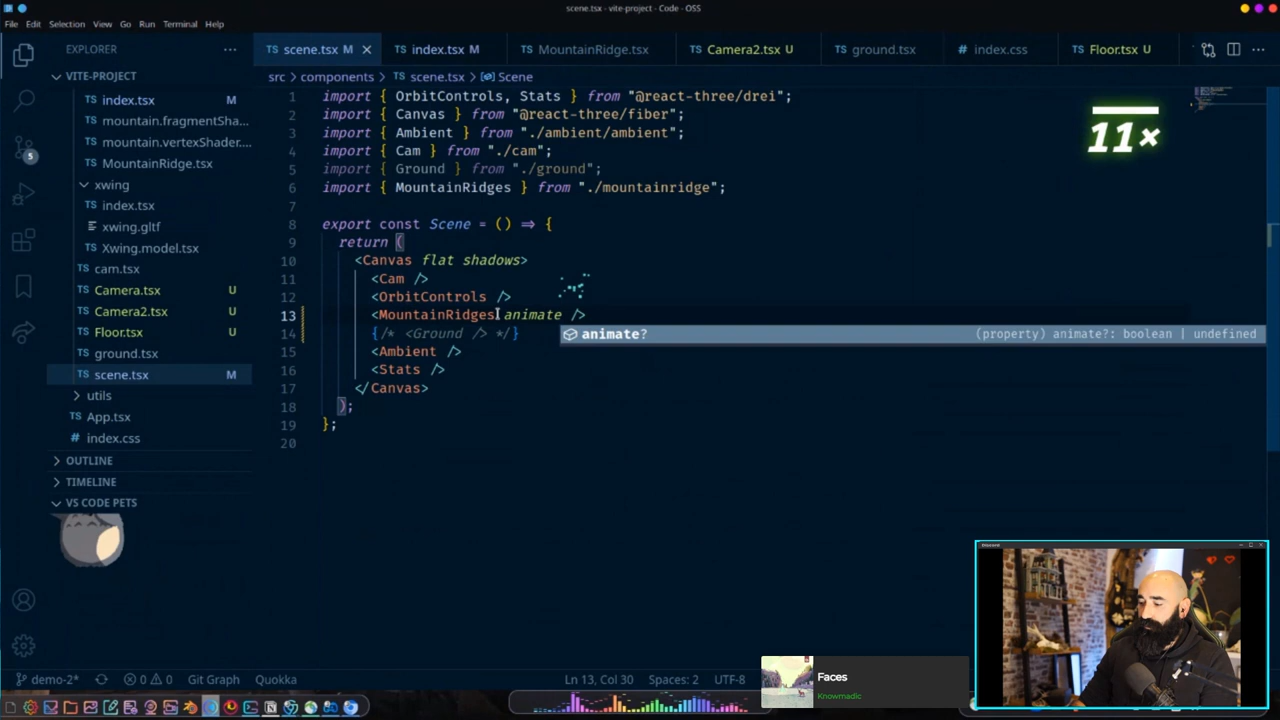 scene.tsx - vite-project - Code - OSS
File Edit Selection View Go Run Terminal Help
EXPLORER
scene.tsx M
index.tsx M
MountainRidge.tsx
Camera2.tsx U
ground.tsx
index.css
Floor.tsx U
VITE-PROJECT
src > components > scene.tsx > Scene
index.tsx M
mountain.fragmentSha...
mountain.vertexShader....
MountainRidge.tsx
xwing
index.tsx
xwing.gltf
Xwing.model.tsx
cam.tsx
Camera.tsx U
Camera2.tsx U
Floor.tsx U
ground.tsx
scene.tsx M
utils
App.tsx
index.css
OUTLINE
TIMELINE
VS CODE PETS
5
1 import { OrbitControls, Stats } from "@react-three/drei";
2 import { Canvas } from "@react-three/fiber";
3 import { Ambient } from "./ambient/ambient";
4 import { Cam } from "./cam";
5 import { Ground } from "./ground";
6 import { MountainRidges } from "./mountainridge";
7
8 export const Scene = () => {
9 return (
10 <Canvas flat shadows>
11 <Cam />
12 <OrbitControls />
13 <MountainRidges animate />
14 {/* <Ground /> */}
15 <Ambient />
16 <Stats />
17 </Canvas>
18 );
19 };
20
animate? (property) animate?: boolean | undefined
11×
Discord
Faces
Knowmadic
demo-2* 0 0 Git Graph Quokka
Ln 13, Col 30 Spaces: 2 UTF-8